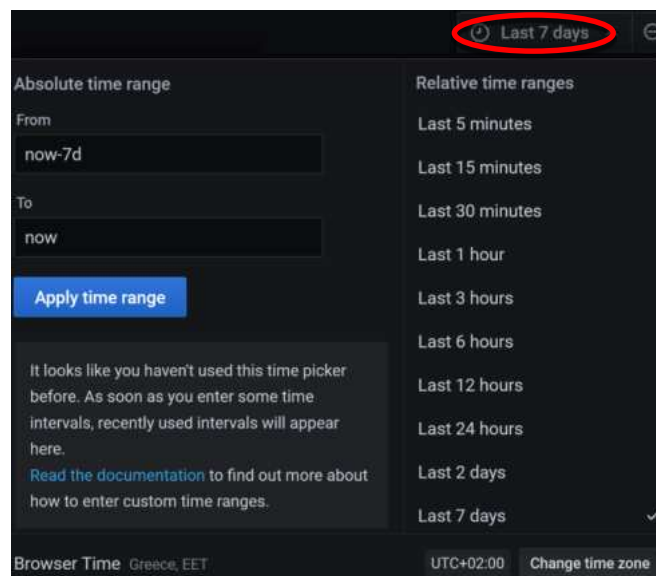 Last 7 days
Absolute time range
From
now-7d
To
now
Apply time range
It looks like you haven't used this time picker
before. As soon as you enter some time
intervals, recently used intervals will appear
here.
Read the documentation to find out more about
how to enter custom time ranges.
Relative time ranges
Last 5 minutes
Last 15 minutes
Last 30 minutes
Last 1 hour
Last 3 hours
Last 6 hours
Last 12 hours
Last 24 hours
Last 2 days
Last 7 days
Browser Time Greece, EET
UTC+02:00
Change time zone